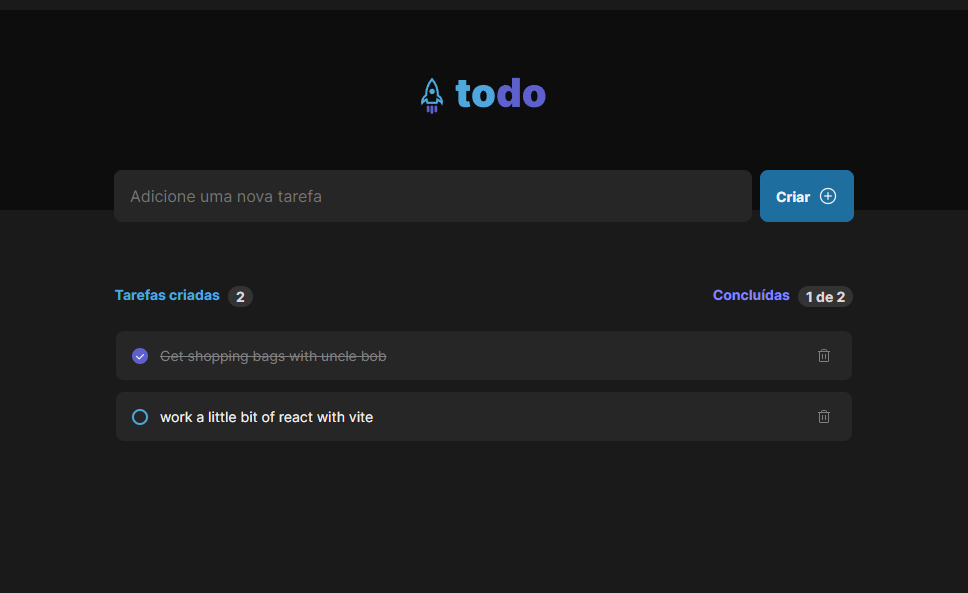 todo
Adicione uma nova tarefa
Criar
Tarefas criadas 2
Concluídas 1 de 2
Get shopping bags with uncle bob
work a little bit of react with vite